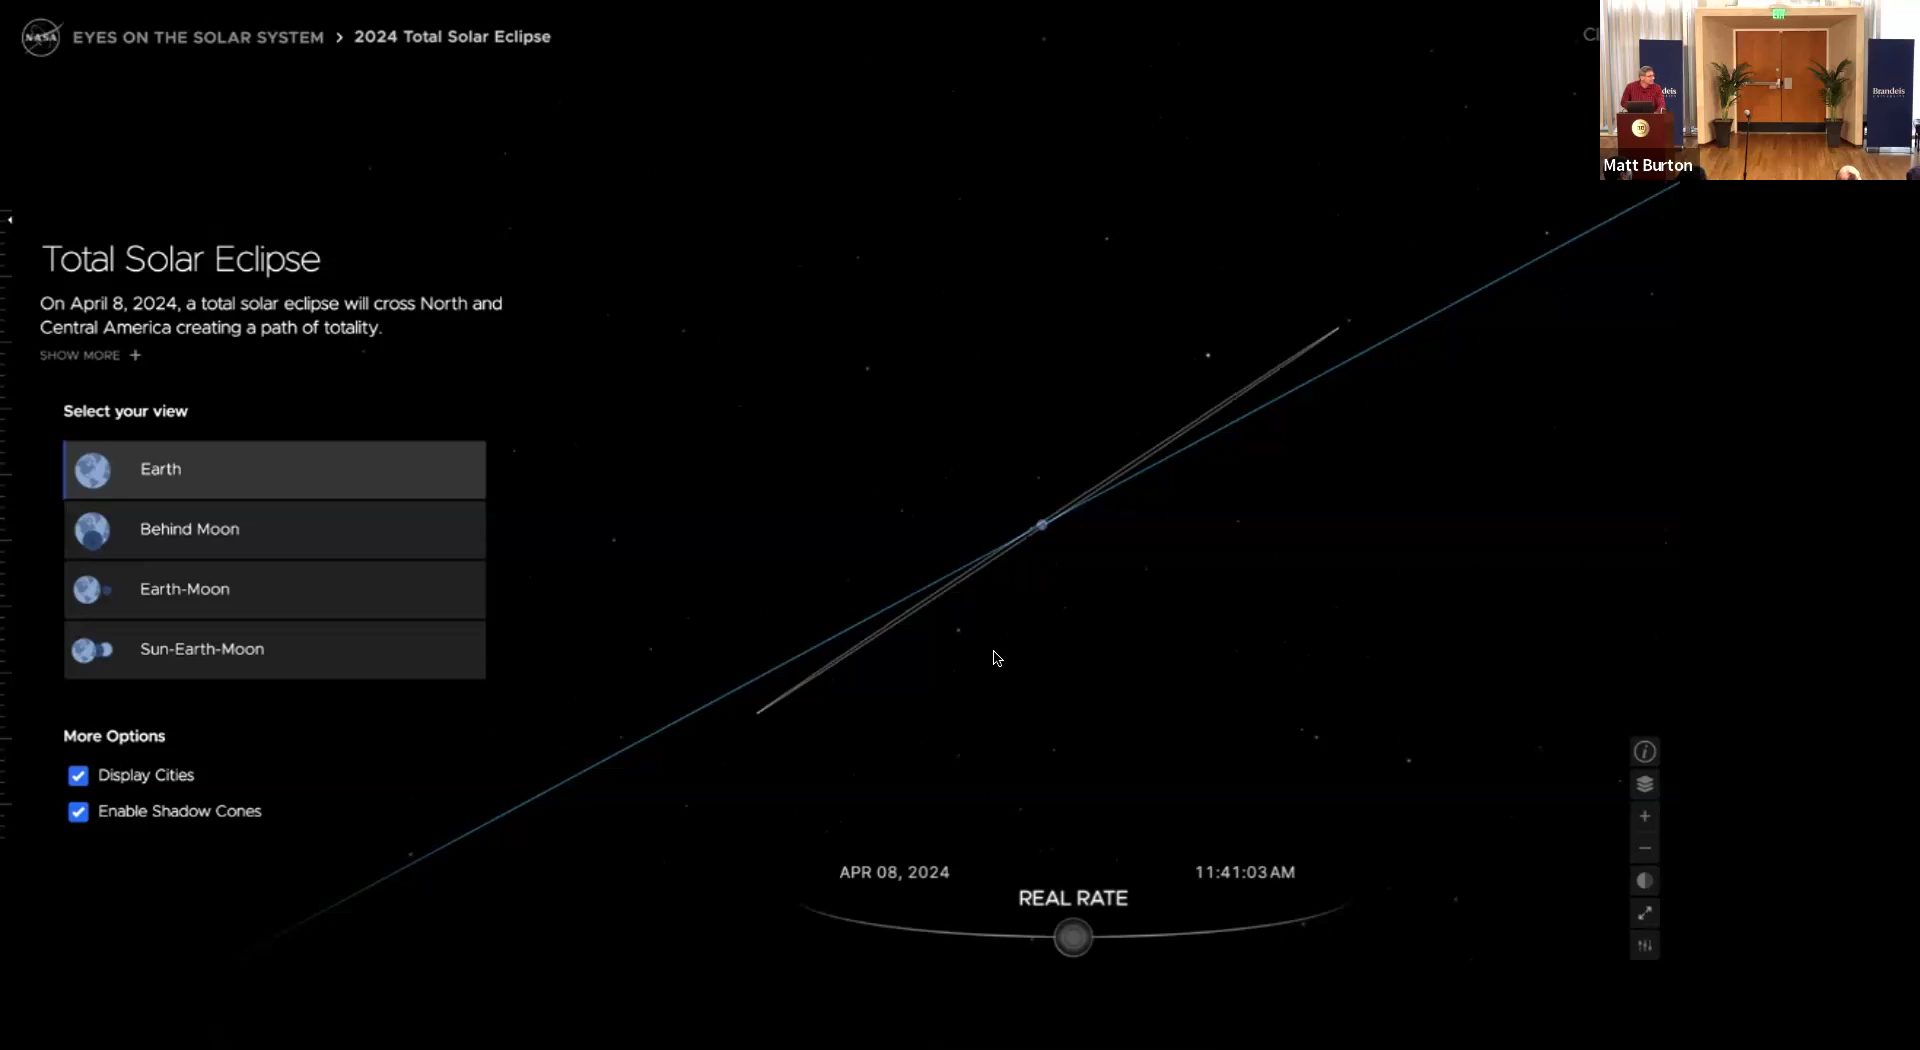 NASA
EYES ON THE SOLAR SYSTEM > 2024 Total Solar Eclipse
EXIT
Brandeis
UNIVERSITY
Matt Burton
Total Solar Eclipse
On April 8, 2024, a total solar eclipse will cross North and
Central America creating a path of totality.
SHOW MORE +
Select your view
Earth
Behind Moon
Earth-Moon
Sun-Earth-Moon
More Options
Display Cities
Enable Shadow Cones
APR 08, 2024
11:41:03 AM
REAL RATE